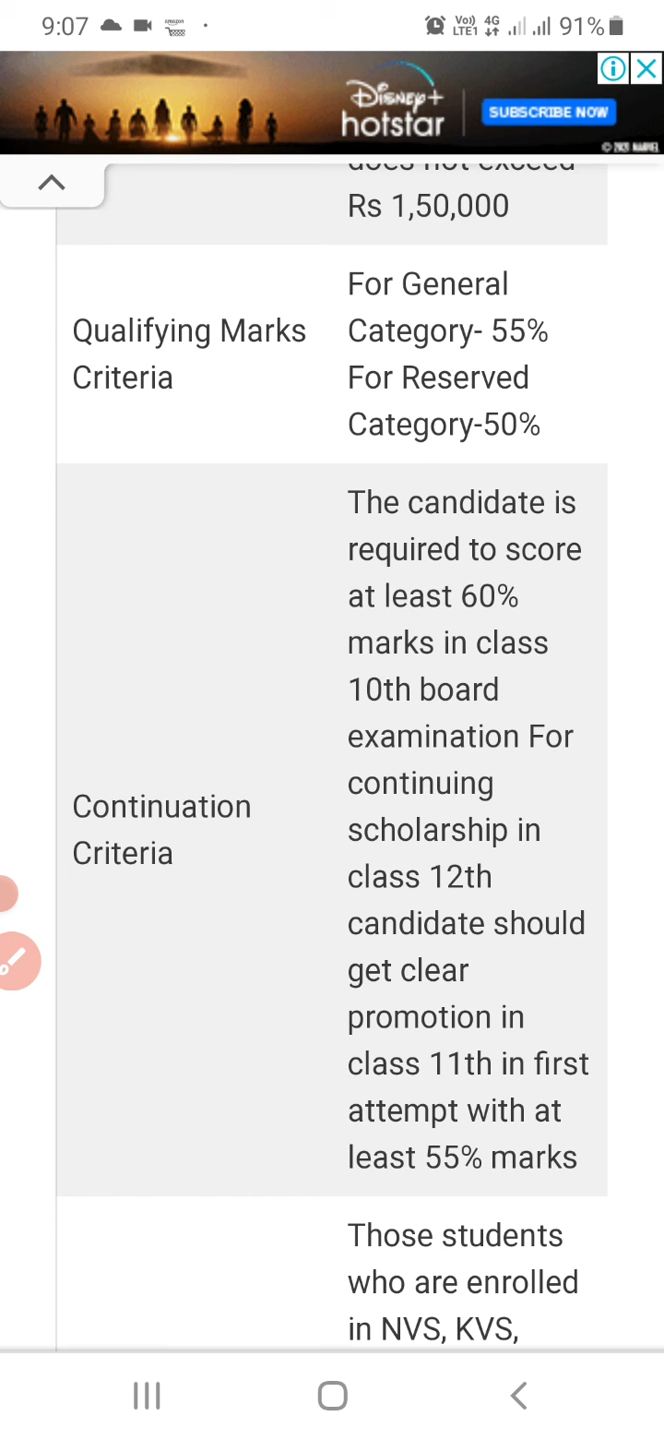 9:07
Vo)) 4G
LTE1
91%
Disney+
hotstar
SUBSCRIBE NOW
Rs 1,50,000
For General
Qualifying Marks Category- 55%
Criteria For Reserved
Category-50%
The candidate is
required to score
at least 60%
marks in class
10th board
examination For
continuing
Continuation scholarship in
Criteria class 12th
candidate should
get clear
promotion in
class 11th in first
attempt with at
least 55% marks
Those students
who are enrolled
in NVS, KVS,